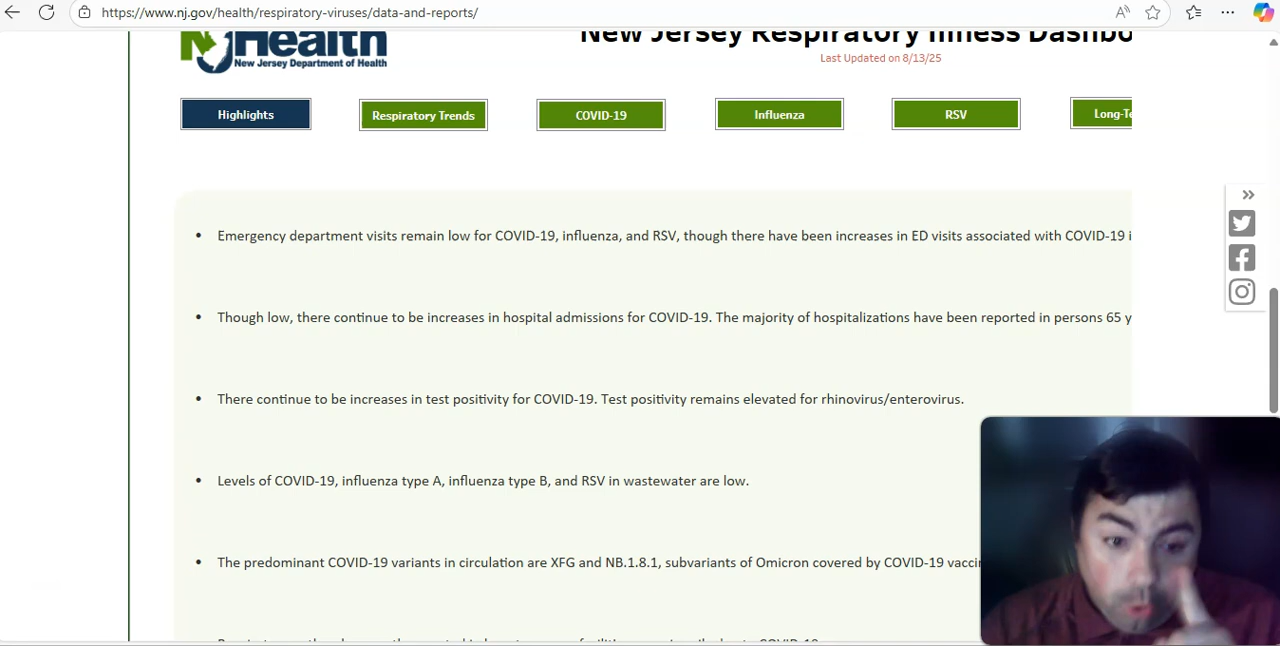 https://www.nj.gov/health/respiratory-viruses/data-and-reports/
Health
New Jersey Department of Health
New Jersey Respiratory Illness Dashbo
Last Updated on 8/13/25
Highlights
Respiratory Trends
COVID-19
Influenza
RSV
Long-Te
• Emergency department visits remain low for COVID-19, influenza, and RSV, though there have been increases in ED visits associated with COVID-19 i
• Though low, there continue to be increases in hospital admissions for COVID-19. The majority of hospitalizations have been reported in persons 65 y
• There continue to be increases in test positivity for COVID-19. Test positivity remains elevated for rhinovirus/enterovirus.
• Levels of COVID-19, influenza type A, influenza type B, and RSV in wastewater are low.
• The predominant COVID-19 variants in circulation are XFG and NB.1.8.1, subvariants of Omicron covered by COVID-19 vaccin